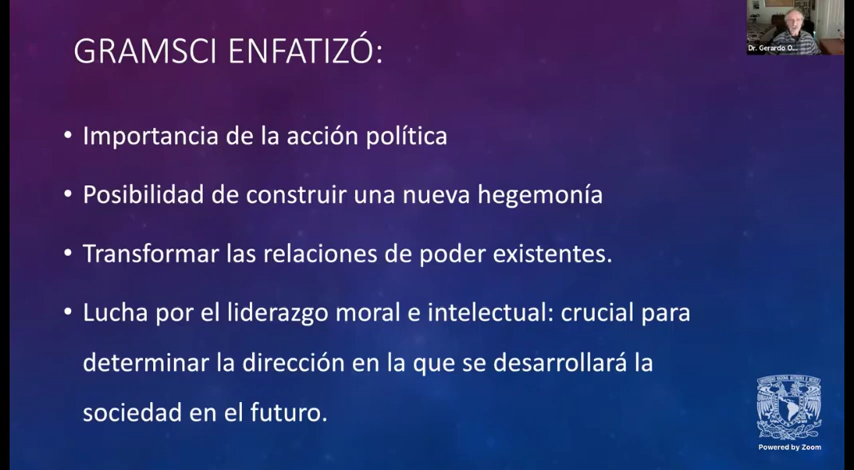 GRAMSCI ENFATIZÓ:
Dr. Gerardo O...
• Importancia de la acción política
• Posibilidad de construir una nueva hegemonía
• Transformar las relaciones de poder existentes.
• Lucha por el liderazgo moral e intelectual: crucial para
determinar la dirección en la que se desarrollará la
sociedad en el futuro.
Powered by Zoom